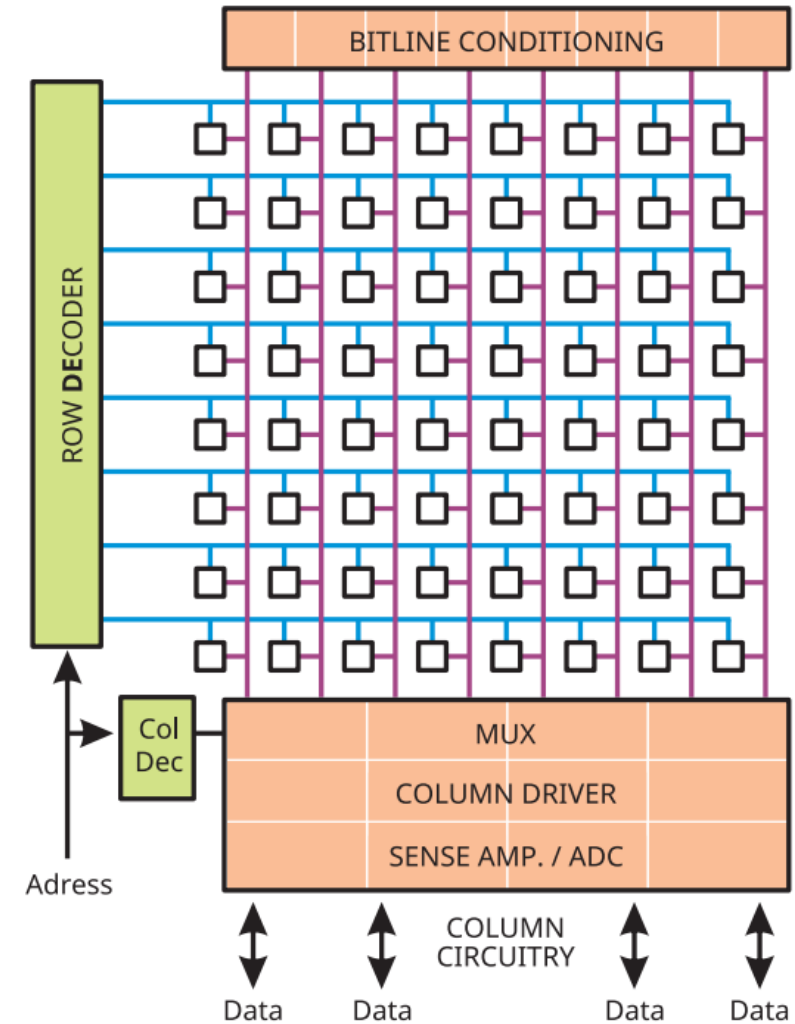 BITLINE CONDITIONING
ROW DECODER
Col
Dec
MUX
COLUMN DRIVER
SENSE AMP. / ADC
Adress
COLUMN
CIRCUITRY
Data
Data
Data
Data